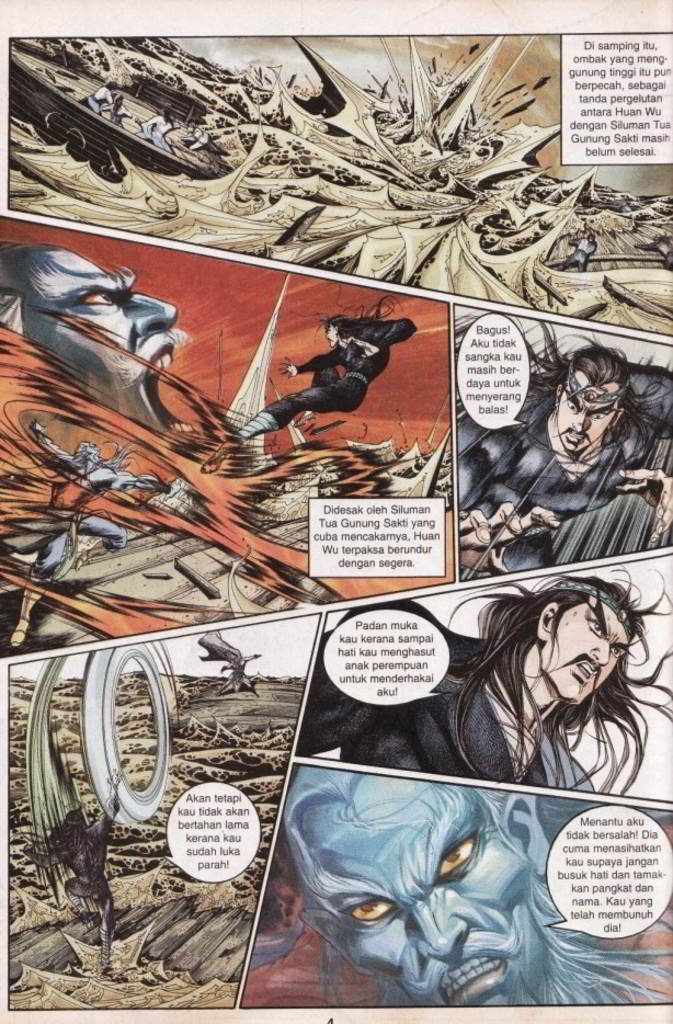 Di samping itu,
ombak yang meng-
gunung tinggi itu pun
berpecah, sebagai
tanda pergelutan
antara Huan Wu
dengan Siluman Tua
Gunung Sakti masih
belum selesai.
Bagus!
Aku tidak
sangka kau
masih ber-
daya untuk
menyerang
balas!
Didesak oleh Siluman
Tua Gunung Sakti yang
cuba mencakarnya, Huan
Wu terpaksa berundur
dengan segera.
Padan muka
kau kerana sampai
hati kau menghasut
anak perempuan
untuk menderhakai
aku!
Akan tetapi
kau tidak akan
bertahan lama
kerana kau
sudah luka
parah!
Menantu aku
tidak bersalah! Dia
cuma menasihatkan
kau supaya jangan
busuk hati dan tamak-
kan pangkat dan
nama. Kau yang
telah membunuh
dia!
4